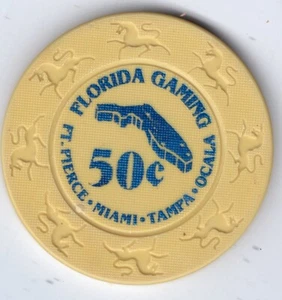 FLORIDA GAMING
50¢
FT. PIERCE • MIAMI • TAMPA • OCALA